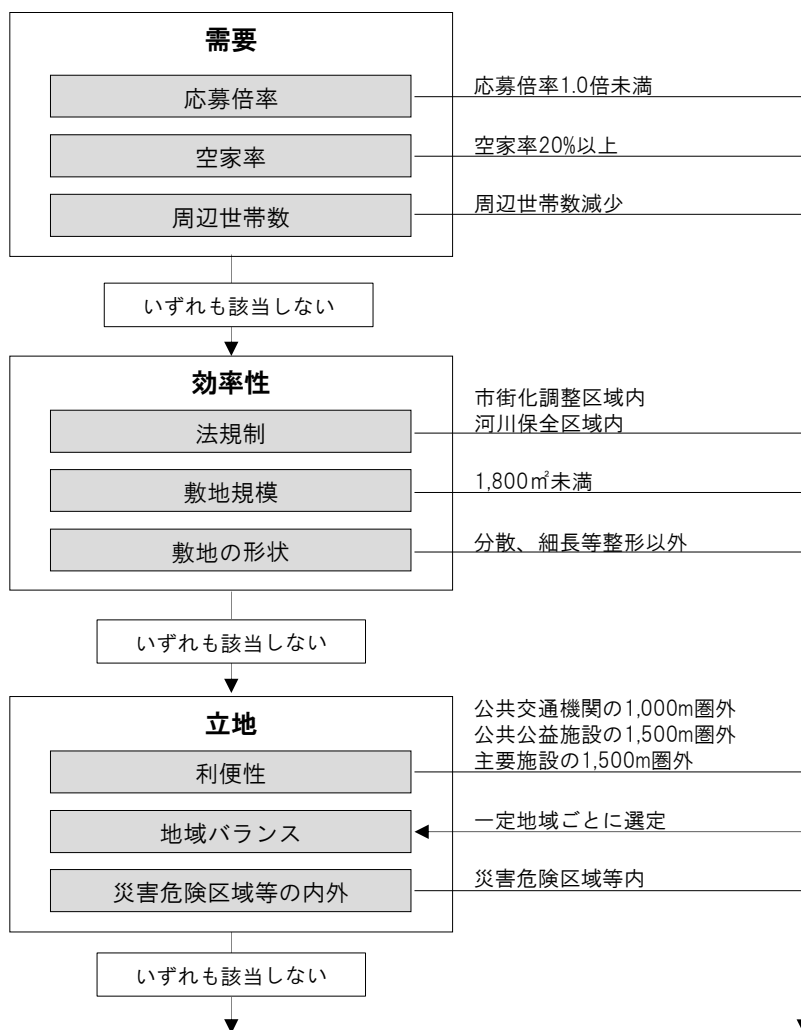 需要
応募倍率
応募倍率1.0倍未満
空家率
空家率20%以上
周辺世帯数
周辺世帯数減少
いずれも該当しない
効率性
法規制
市街化調整区域内
河川保全区域内
敷地規模
1,800㎡未満
敷地の形状
分散、細長等整形以外
いずれも該当しない
立地
利便性
公共交通機関の1,000m圏外
公共公益施設の1,500m圏外
主要施設の1,500m圏外
地域バランス
一定地域ごとに選定
災害危険区域等の内外
災害危険区域等内
いずれも該当しない